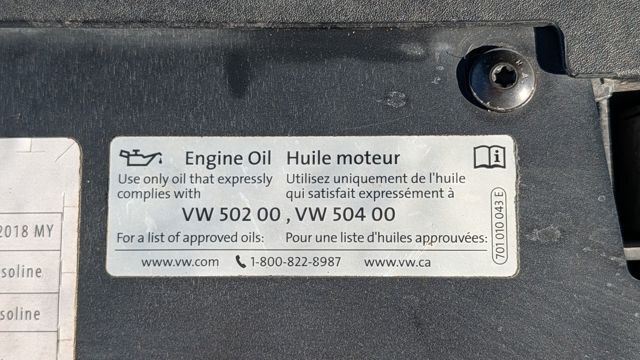 Engine Oil
Use only oil that expressly
complies with
Huile moteur
Utilisez uniquement de l'huile
qui satisfait expressément à
VW 502 00 , VW 504 00
For a list of approved oils:
Pour une liste d'huiles approuvées:
www.vw.com 1-800-822-8987 www.vw.ca
701 010 043 E
2018 MY
soline
soline